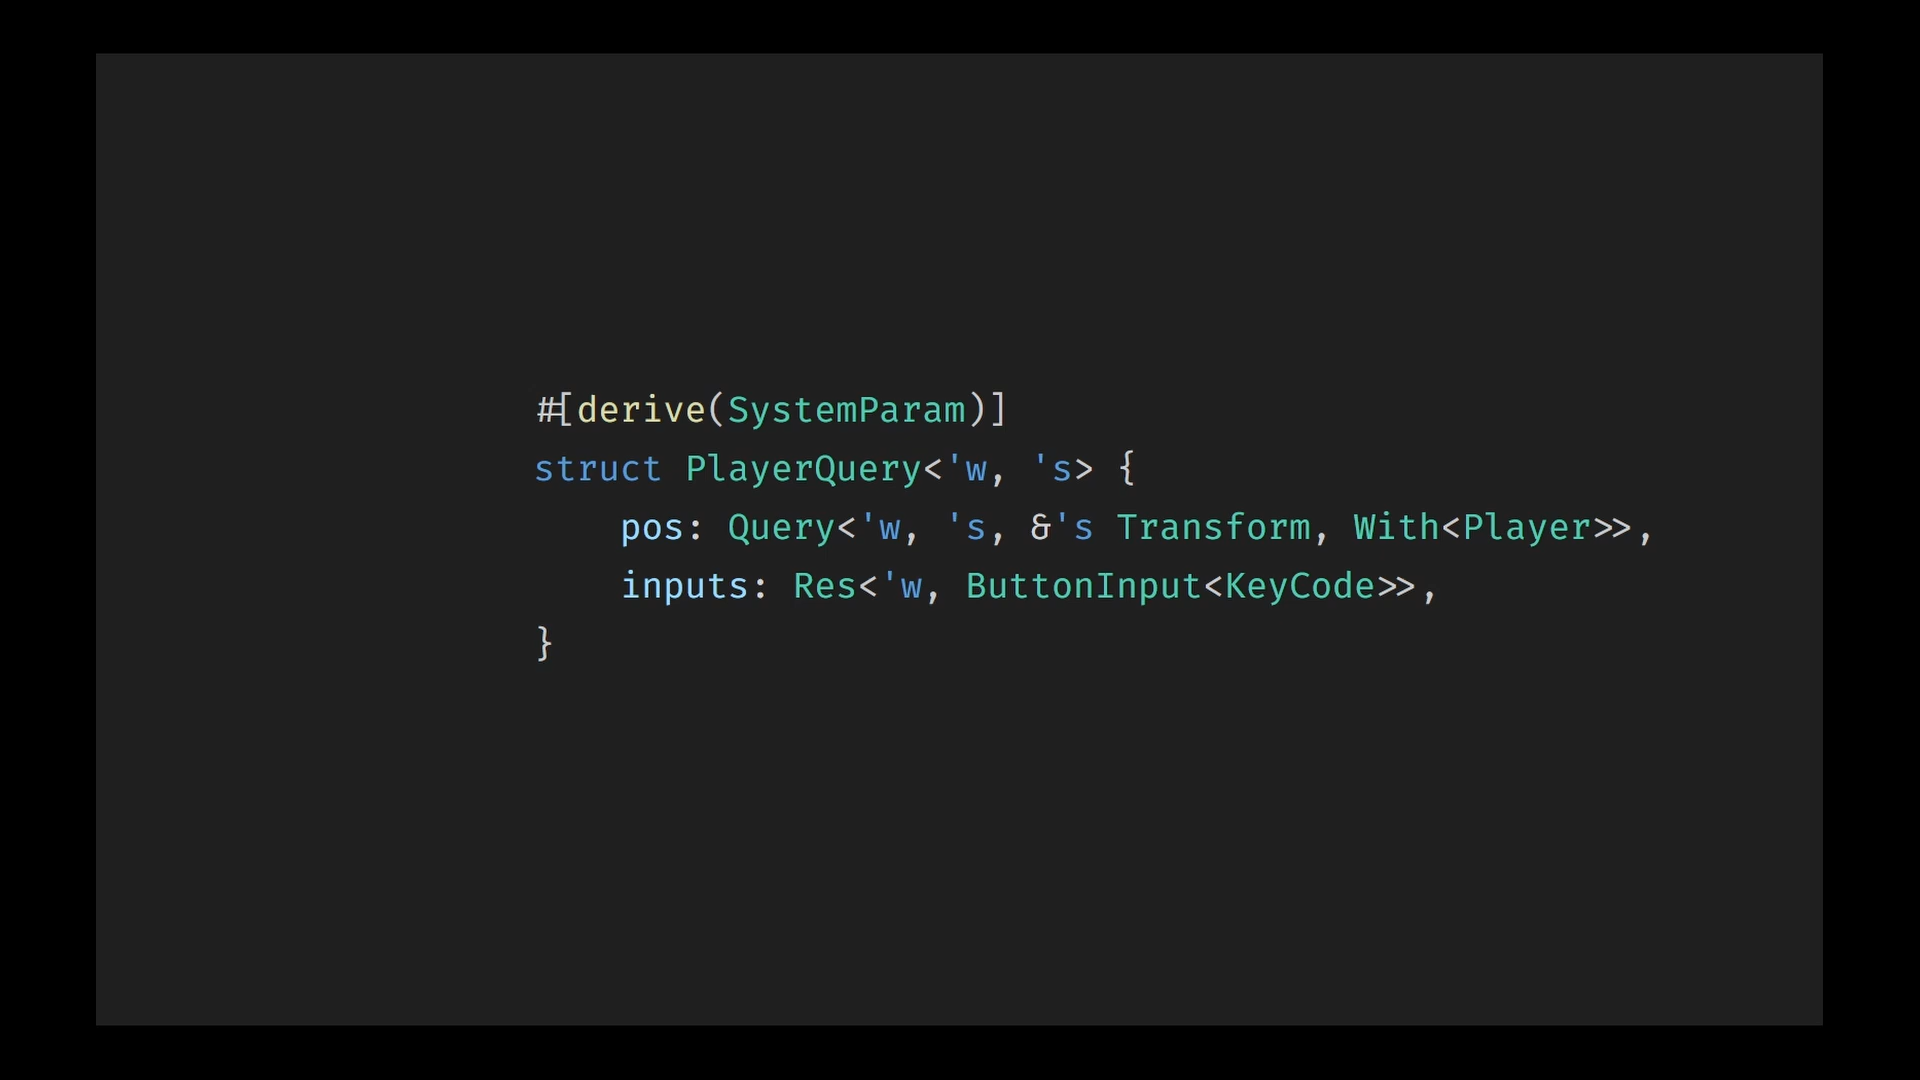 #[derive(SystemParam)]
struct PlayerQuery<'w, 's> {
    pos: Query<'w, 's, &'s Transform, With<Player>>,
    inputs: Res<'w, ButtonInput<KeyCode>>,
}